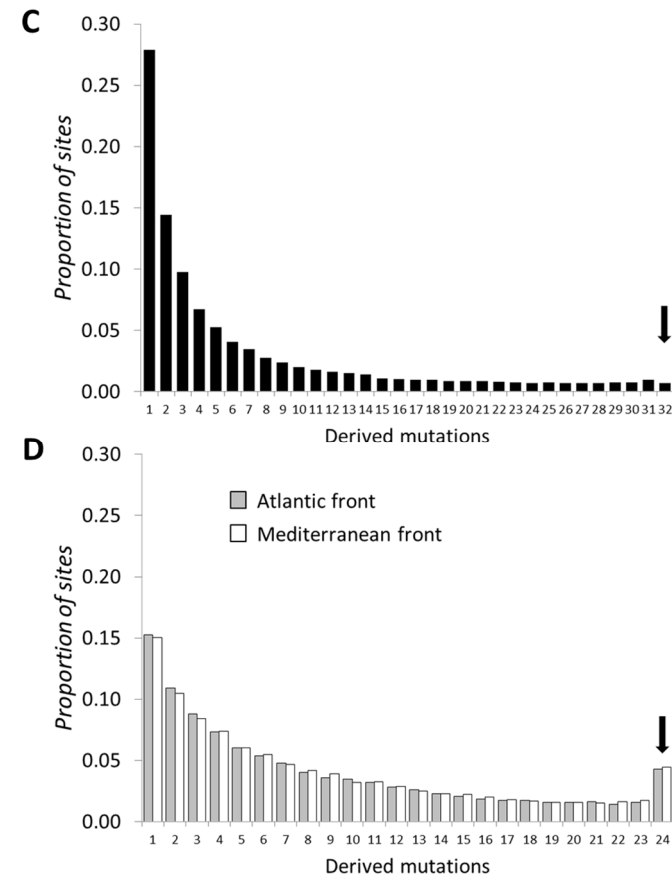 C
Proportion of sites
0.30
0.25
0.20
0.15
0.10
0.05
0.00
1 2 3 4 5 6 7 8 9 10 11 12 13 14 15 16 17 18 19 20 21 22 23 24 25 26 27 28 29 30 31 32
Derived mutations
D
Proportion of sites
0.30
0.25
0.20
0.15
0.10
0.05
0.00
Atlantic front
Mediterranean front
1 2 3 4 5 6 7 8 9 10 11 12 13 14 15 16 17 18 19 20 21 22 23 24
Derived mutations